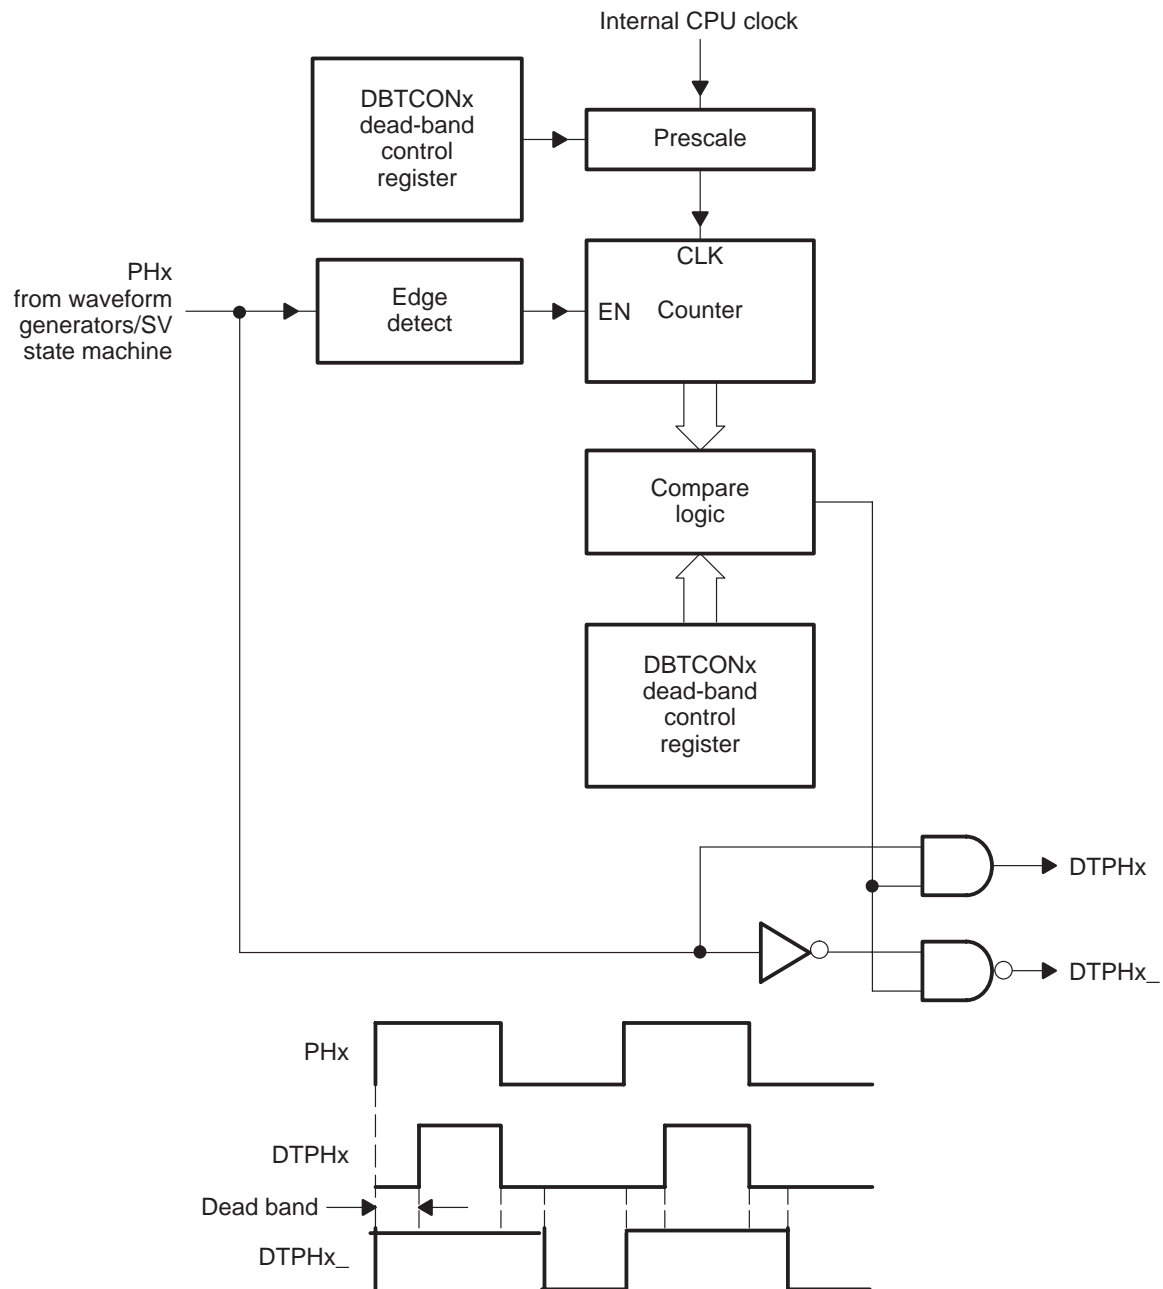 Internal CPU clock
DBTCONx
dead-band
control
register
Prescale
PHx
from waveform
generators/SV
state machine
Edge
detect
CLK
EN
Counter
Compare
logic
DBTCONx
dead-band
control
register
DTPHx
DTPHx_
PHx
DTPHx
Dead band
DTPHx_